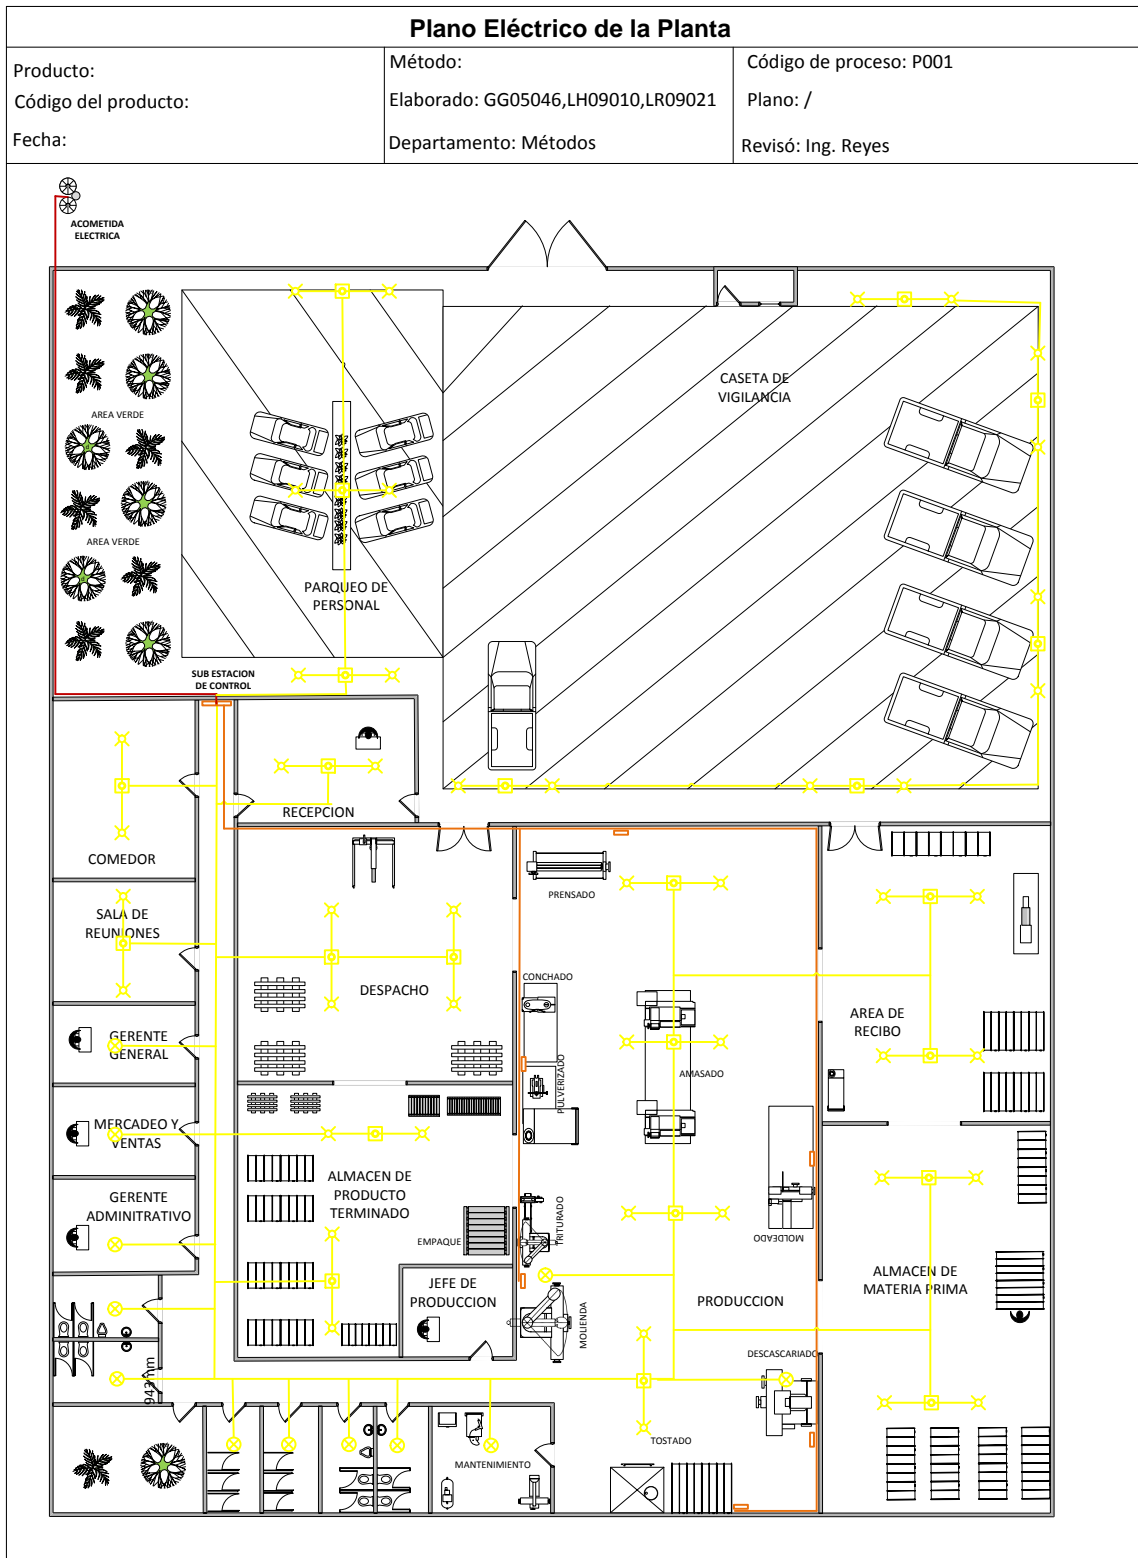 Plano Eléctrico de la Planta
Producto:
Código del producto:
Fecha:
Método:
Elaborado: GG05046,LH09010,LR09021
Departamento: Métodos
Código de proceso: P001
Plano: /
Revisó: Ing. Reyes
ACOMETIDA
ELECTRICA
CASETA DE
VIGILANCIA
AREA VERDE
AREA VERDE
PARQUEO DE
PERSONAL
SUB ESTACION
DE CONTROL
RECEPCION
COMEDOR
PRENSADO
SALA DE
REUNIONES
CONCHADO
DESPACHO
AREA DE
RECIBO
GERENTE
GENERAL
PULVERIZADO
AMASADO
MERCADEO Y
VENTAS
ALMACEN DE
PRODUCTO
TERMINADO
GERENTE
ADMINITRATIVO
EMPAQUE
TRITURADO
MOLDEADO
JEFE DE
PRODUCCION
ALMACEN DE
MATERIA PRIMA
PRODUCCION
MOLIENDA
DESCASCARIADO
943 mm
TOSTADO
MANTENIMIENTO